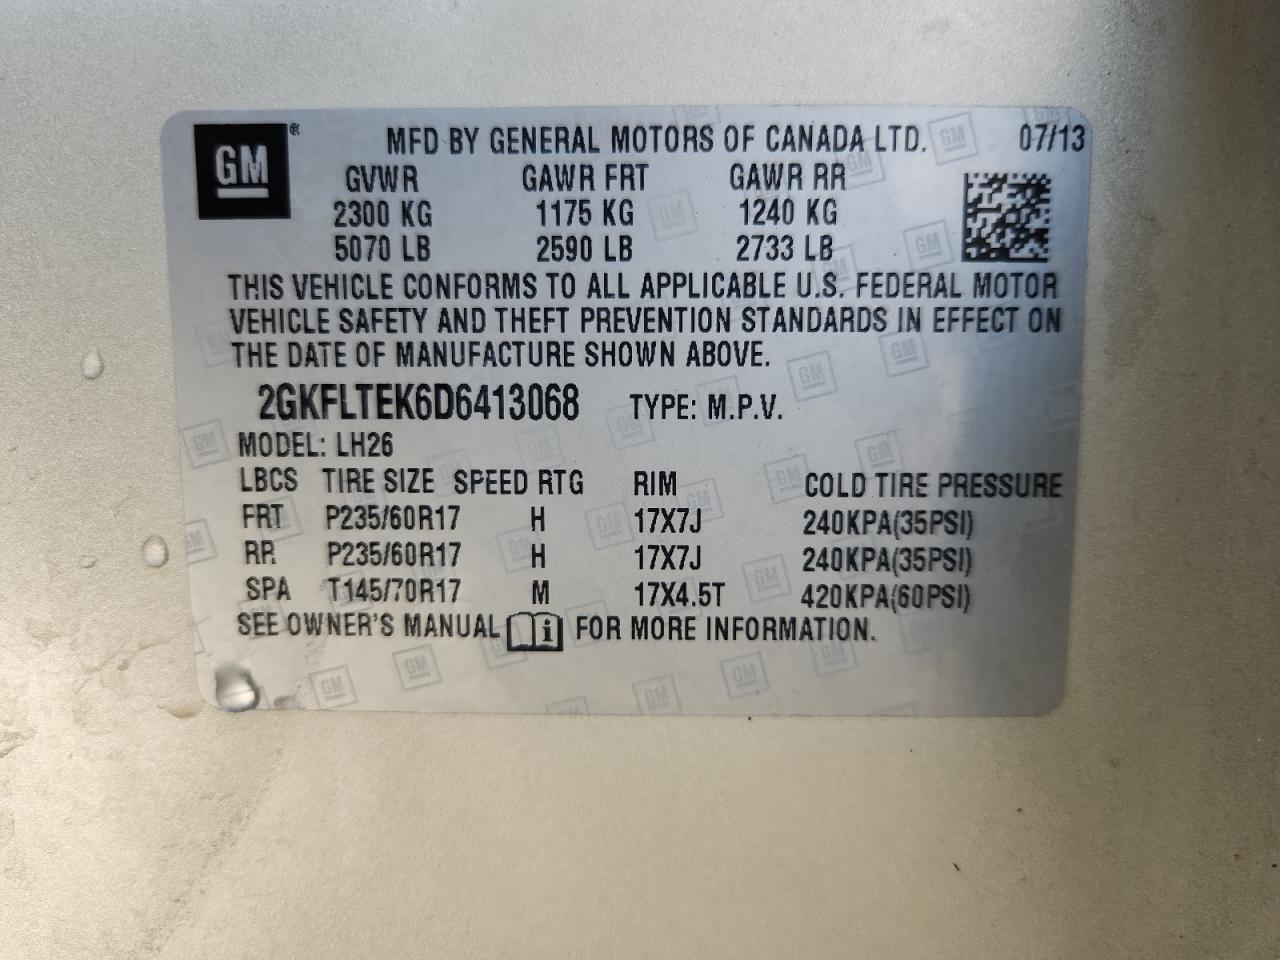 GM® MFD BY GENERAL MOTORS OF CANADA LTD. 07/13
GVWR GAWR FRT GAWR RR
2300 KG 1175 KG 1240 KG
5070 LB 2590 LB 2733 LB
THIS VEHICLE CONFORMS TO ALL APPLICABLE U.S. FEDERAL MOTOR
VEHICLE SAFETY AND THEFT PREVENTION STANDARDS IN EFFECT ON
THE DATE OF MANUFACTURE SHOWN ABOVE.
2GKFLTEK6D6413068 TYPE: M.P.V.
MODEL: LH26
LBCS TIRE SIZE SPEED RTG RIM COLD TIRE PRESSURE
FRT P235/60R17 H 17X7J 240KPA(35PSI)
RR P235/60R17 H 17X7J 240KPA(35PSI)
SPA T145/70R17 M 17X4.5T 420KPA(60PSI)
SEE OWNER'S MANUAL i FOR MORE INFORMATION.